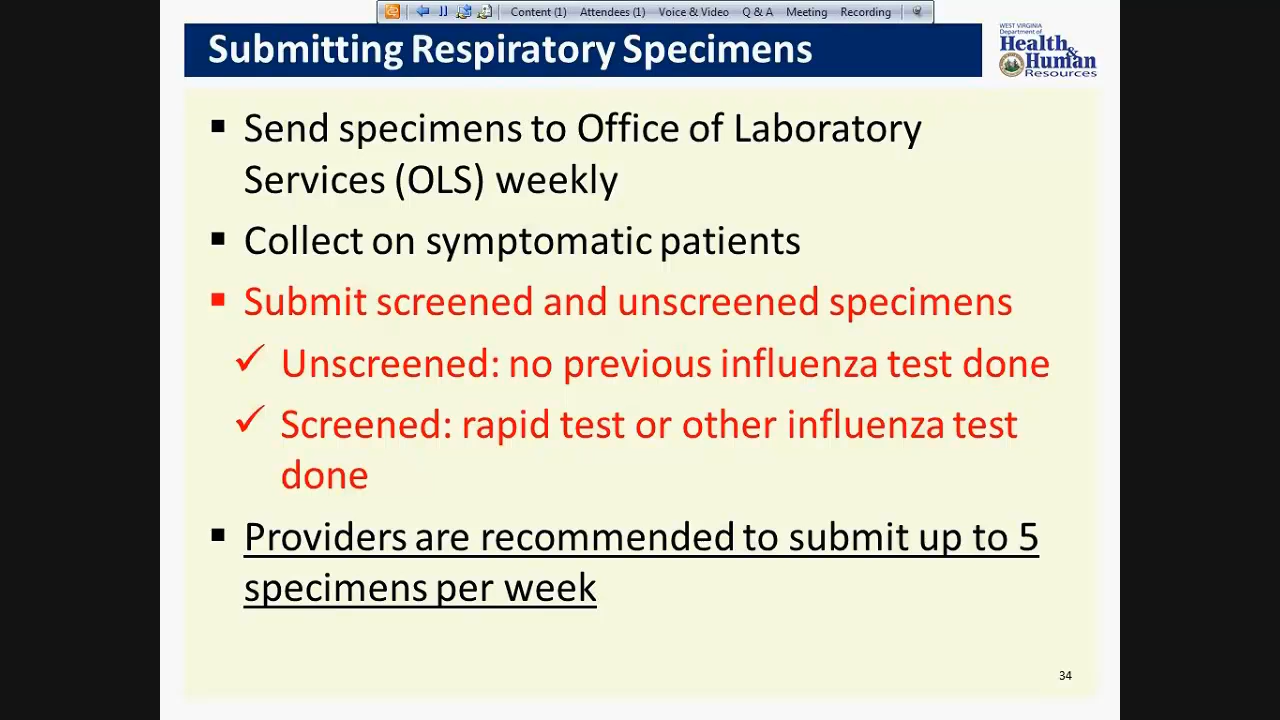 Content (1) Attendees (1) Voice & Video Q & A Meeting Recording
Submitting Respiratory Specimens
WEST VIRGINIA
Department of
Health &
Human
Resources
▪ Send specimens to Office of Laboratory
Services (OLS) weekly
▪ Collect on symptomatic patients
▪ Submit screened and unscreened specimens
✓ Unscreened: no previous influenza test done
✓ Screened: rapid test or other influenza test
done
▪ Providers are recommended to submit up to 5
specimens per week
34